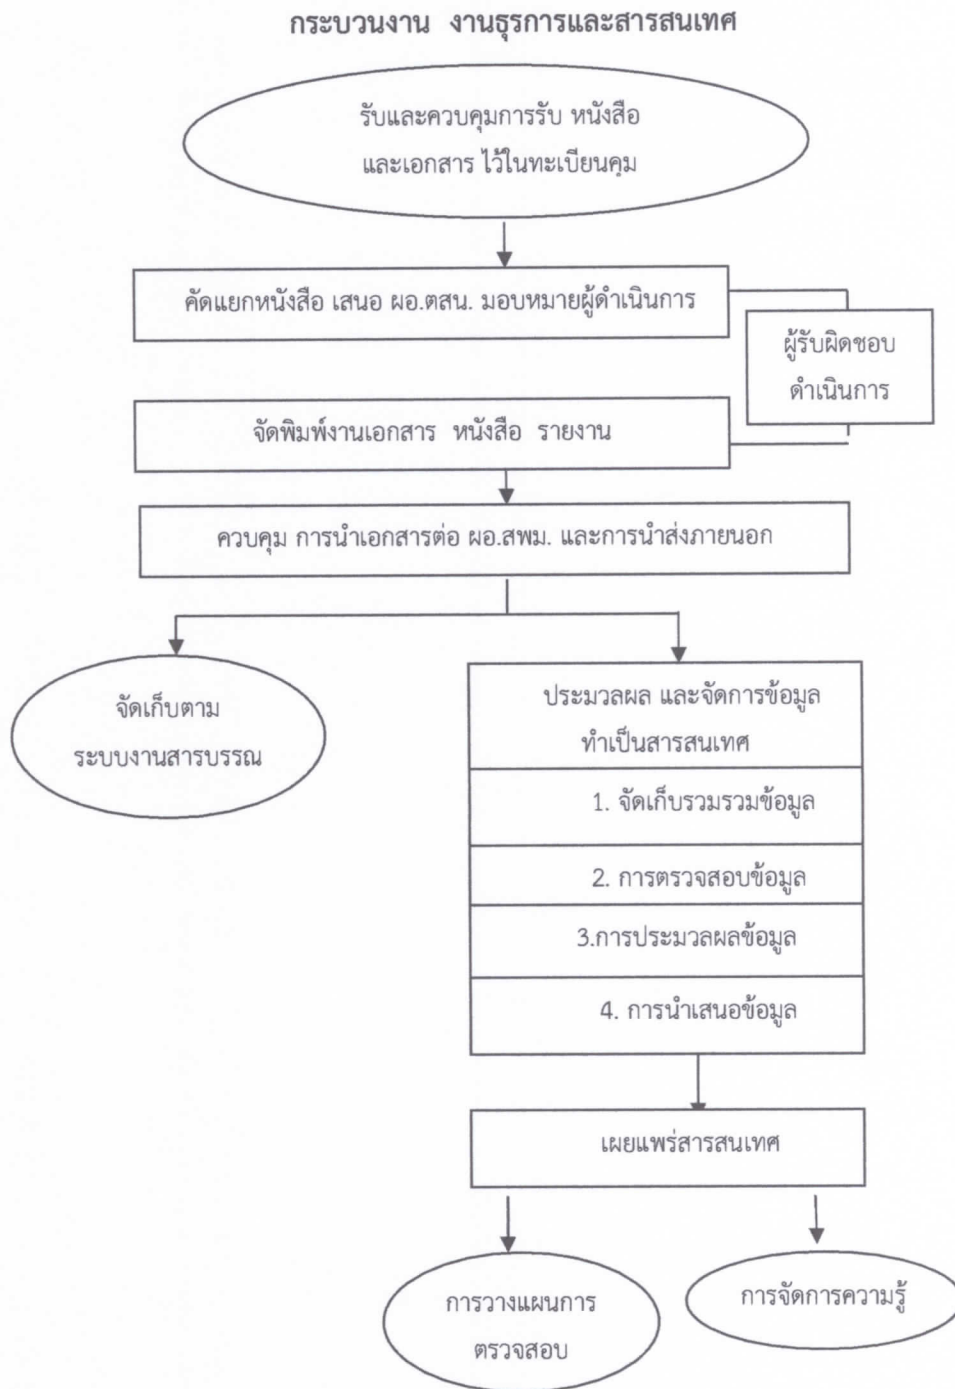 กระบวนงาน งานธุรการและสารสนเทศ
รับและควบคุมการรับ หนังสือ
และเอกสาร ไว้ในทะเบียนคุม
คัดแยกหนังสือ เสนอ ผอ.ตสน. มอบหมายผู้ดำเนินการ
ผู้รับผิดชอบ
ดำเนินการ
จัดพิมพ์งานเอกสาร หนังสือ รายงาน
ควบคุม การนำเอกสารต่อ ผอ.สพม. และการนำส่งภายนอก
จัดเก็บตาม
ระบบงานสารบรรณ
ประมวลผล และจัดการข้อมูล
ทำเป็นสารสนเทศ
1. จัดเก็บรวมรวมข้อมูล
2. การตรวจสอบข้อมูล
3.การประมวลผลข้อมูล
4. การนำเสนอข้อมูล
เผยแพร่สารสนเทศ
การวางแผนการ
ตรวจสอบ
การจัดการความรู้